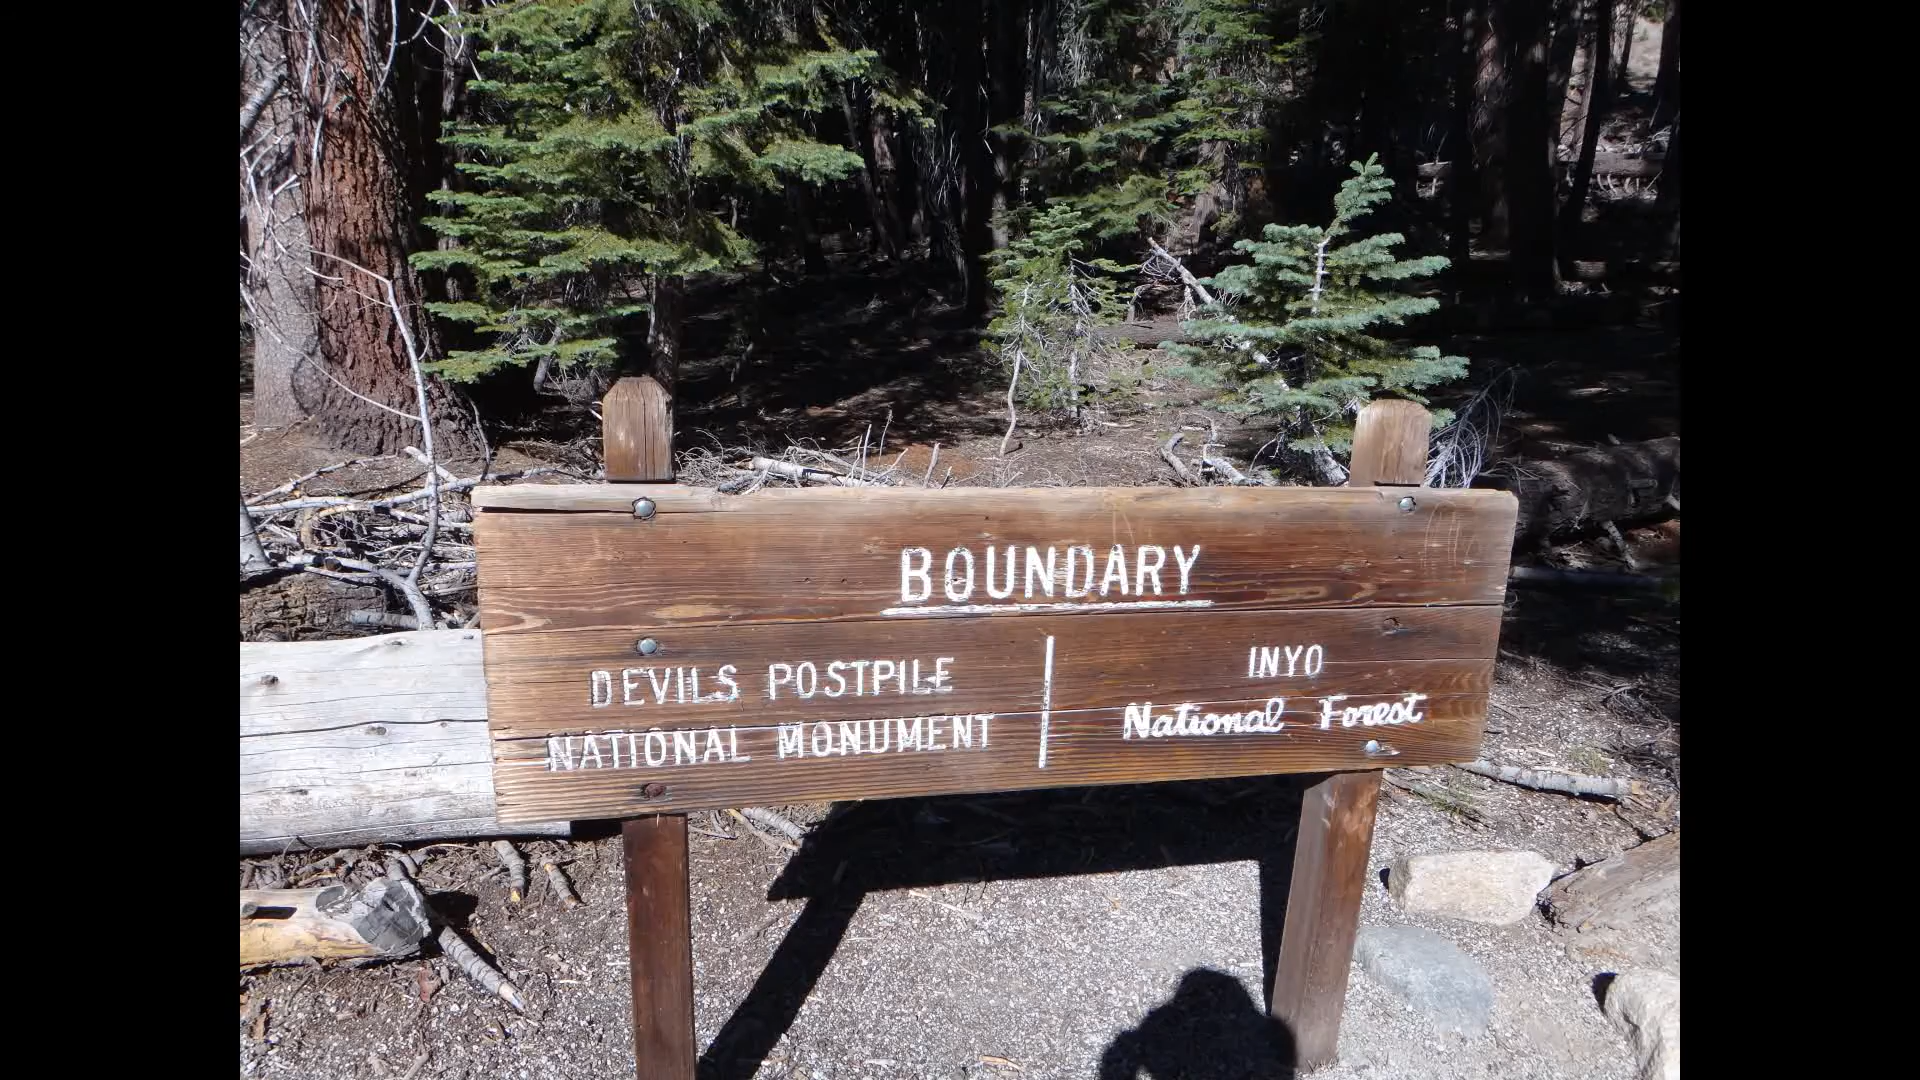 BOUNDARY
DEVILS POSTPILE
NATIONAL MONUMENT
INYO
National Forest